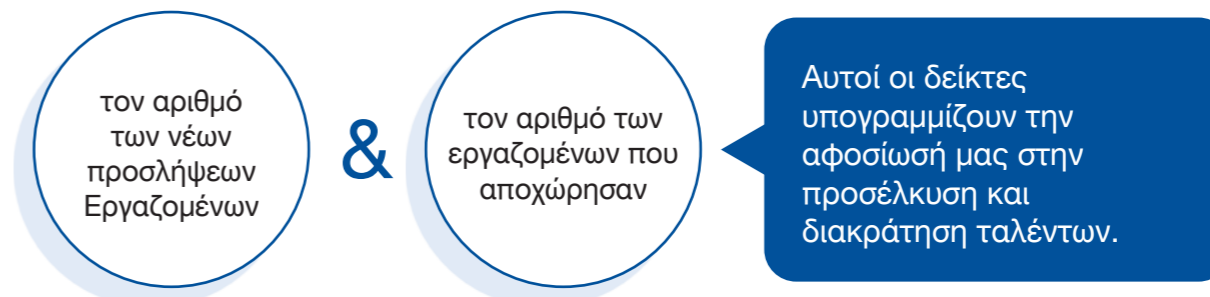 τον αριθμό
των νέων
προσλήψεων
Εργαζομένων
&
τον αριθμό των
εργαζομένων που
αποχώρησαν
Αυτοί οι δείκτες
υπογραμμίζουν την
αφοσίωσή μας στην
προσέλκυση και
διακράτηση ταλέντων.